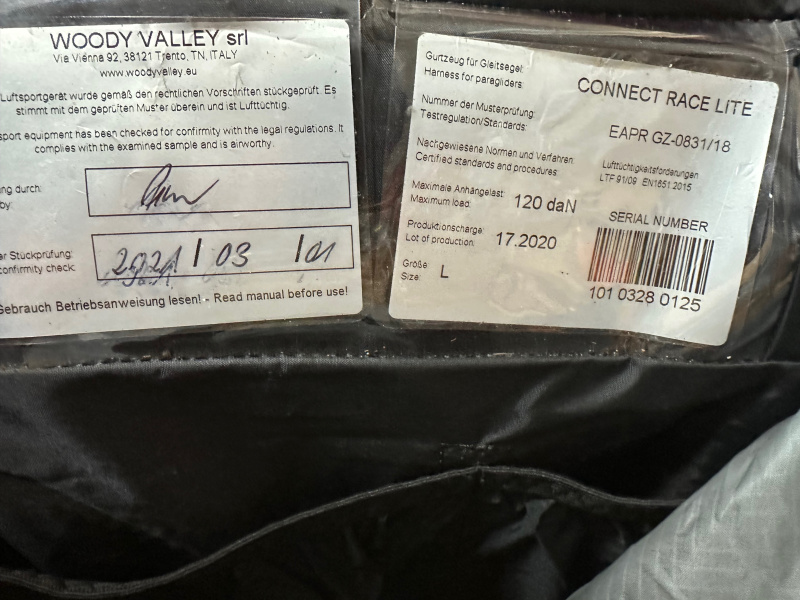 WOODY VALLEY srl
Via Vienna 92, 38121 Trento, TN, ITALY
www.woodyvalley.eu
Luftsportgerät wurde gemäß den rechtlichen Vorschriften stückgeprüft. Es
stimmt mit dem geprüften Muster überein und ist Lufttüchtig.
sport equipment has been checked for confirmity with the legal regulations. It
complies with the examined sample and is airworthy.
durch:
by:
Stückprüfung:
confirmity check:
2021 03 01
Gebrauch Betriebsanweisung lesen! - Read manual before use!
Gurtzeug für Gleitsegel:
Harness for paragliders:
CONNECT RACE LITE
Nummer der Musterprüfung:
Testregulation/Standards:
EAPR GZ-0831/18
Nachgewiesene Normen und Verfahren:
Certified standards and procedures:
Lufttüchtigkeitsforderungen
LTF 91/09 EN1651:2015
Maximale Anhängelast:
Maximum load:
120 daN
Produktionscharge:
Lot of production:
17.2020
Größe:
Size:
L
SERIAL NUMBER
101 0328 0125